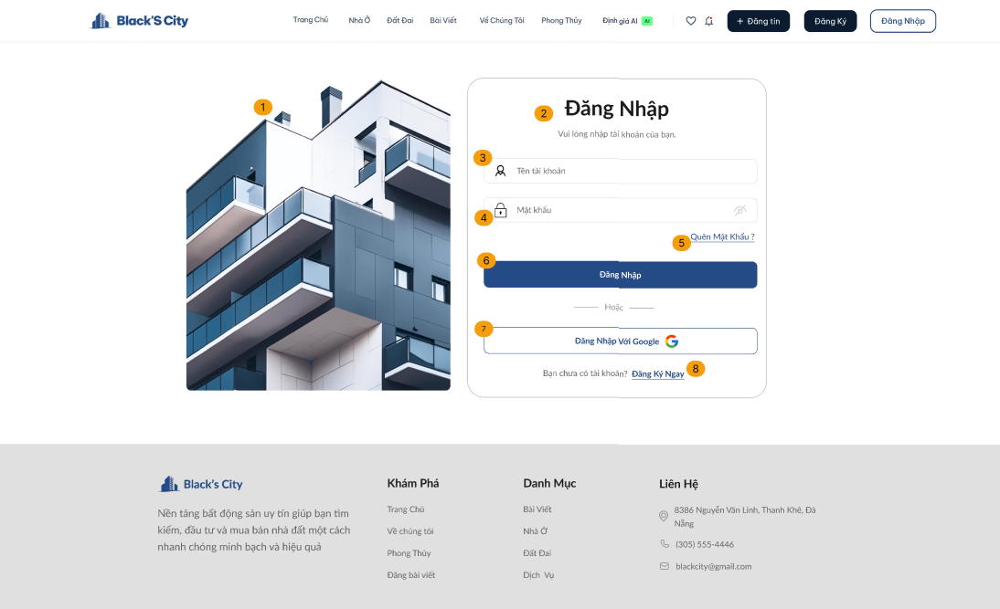 Black'S City
Trang Chủ Nhà Ở Đất Đai Bài Viết Về Chúng Tôi Phong Thủy Định giá AI AI
+ Đăng tin Đăng Ký Đăng Nhập
1
2 Đăng Nhập
Vui lòng nhập tài khoản của bạn.
3
Tên tài khoản
4 Mật khẩu
5 Quên Mật Khẩu ?
6
Đăng Nhập
Hoặc
7
Đăng Nhập Với Google
Bạn chưa có tài khoản? Đăng Ký Ngay 8
Black's City
Nền tảng bất động sản uy tín giúp bạn tìm
kiếm, đầu tư và mua bán nhà đất một cách
nhanh chóng minh bạch và hiệu quả
Khám Phá
Trang Chủ
Về chúng tôi
Phong Thủy
Đăng bài viết
Danh Mục
Bài Viết
Nhà Ở
Đất Đai
Dịch Vụ
Liên Hệ
8386 Nguyễn Văn Linh, Thanh Khê, Đà
Nẵng
(305) 555-4446
blackcity@gmail.com